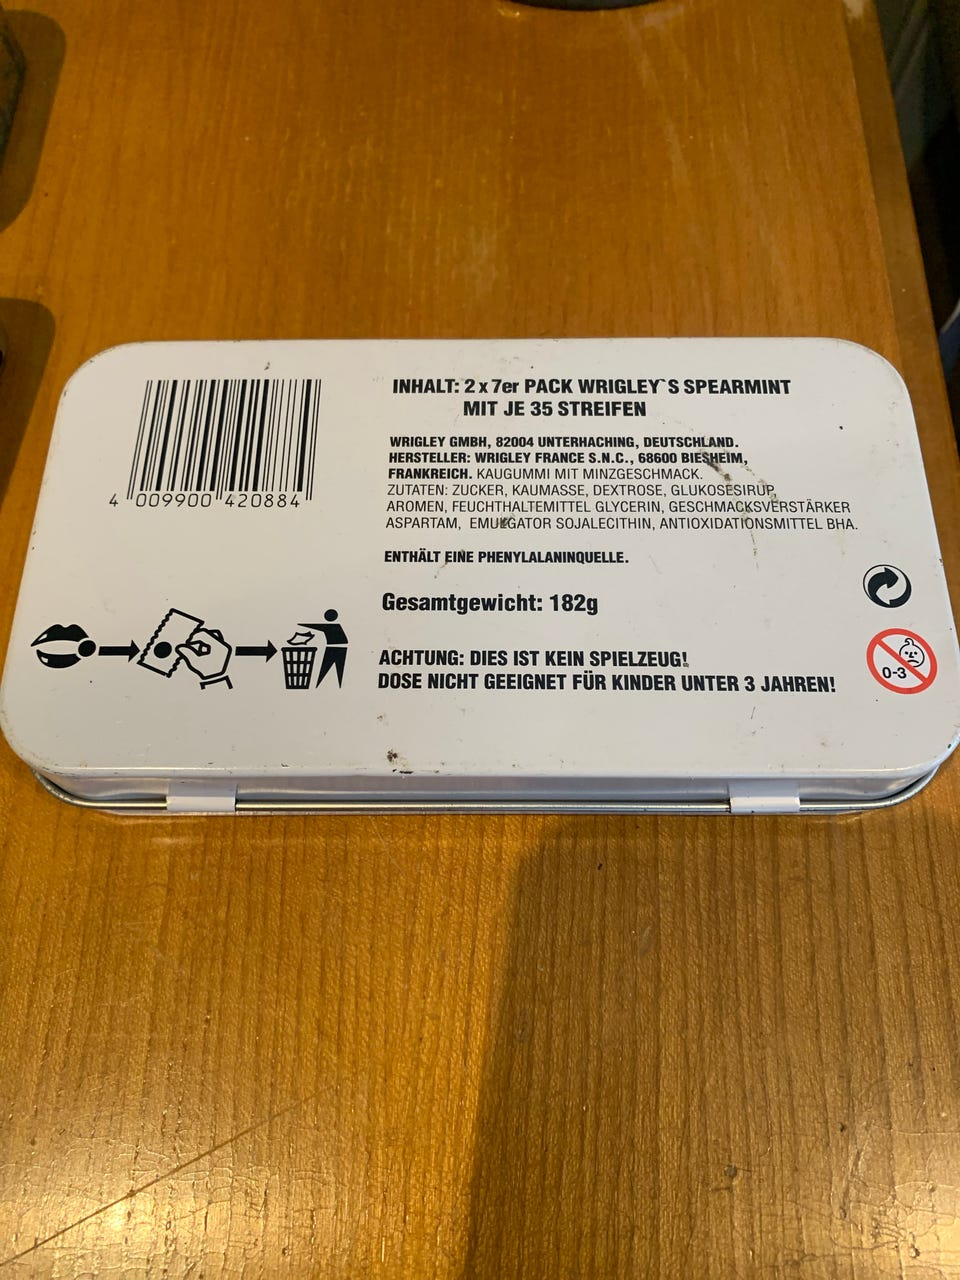 INHALT: 2 x 7er PACK WRIGLEY`S SPEARMINT
MIT JE 35 STREIFEN
WRIGLEY GMBH, 82004 UNTERHACHING, DEUTSCHLAND.
HERSTELLER: WRIGLEY FRANCE S.N.C., 68600 BIESHEIM,
FRANKREICH. KAUGUMMI MIT MINZGESCHMACK.
ZUTATEN: ZUCKER, KAUMASSE, DEXTROSE, GLUKOSESIRUP,
AROMEN, FEUCHTHALTEMITTEL GLYCERIN, GESCHMACKSVERSTÄRKER
ASPARTAM, EMULGATOR SOJALECITHIN, ANTIOXIDATIONSMITTEL BHA.
ENTHÄLT EINE PHENYLALANINQUELLE.
Gesamtgewicht: 182g
ACHTUNG: DIES IST KEIN SPIELZEUG!
DOSE NICHT GEEIGNET FÜR KINDER UNTER 3 JAHREN!
4 009900 420884
0-3